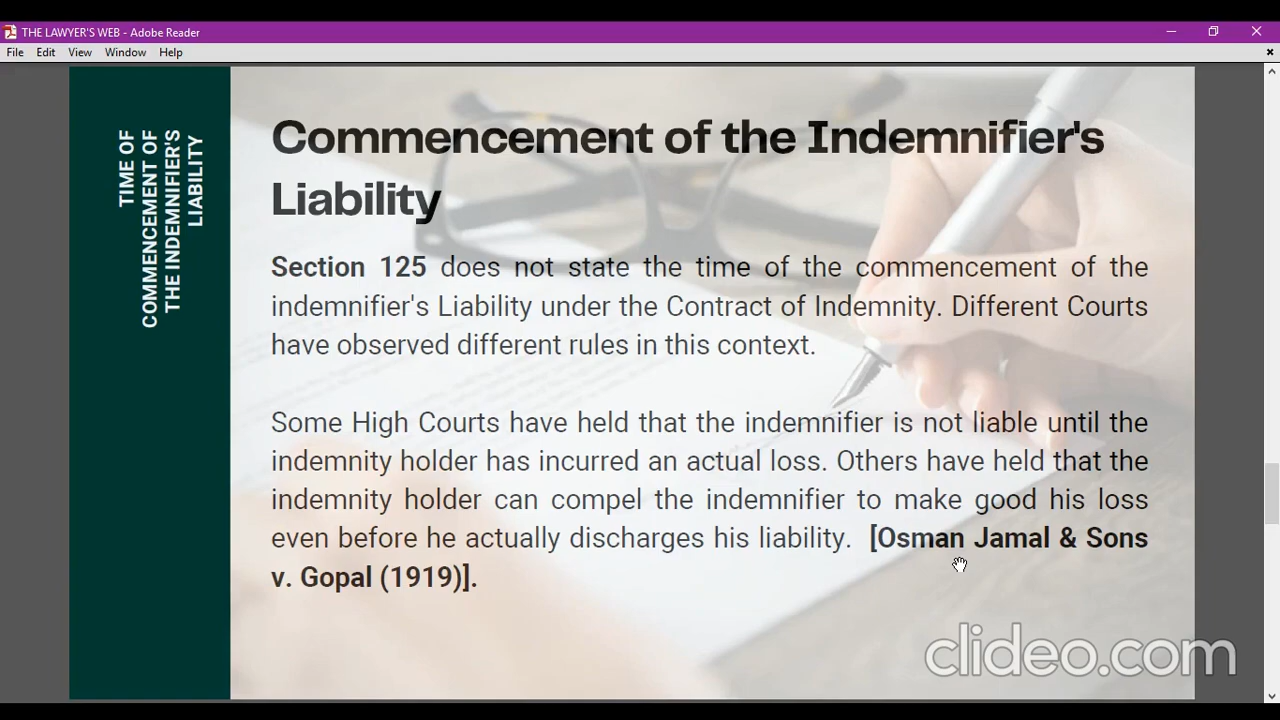 THE LAWYER'S WEB - Adobe Reader
File Edit View Window Help
TIME OF
COMMENCEMENT OF
THE INDEMNIFIER'S
LIABILITY
Commencement of the Indemnifier's
Liability
Section 125 does not state the time of the commencement of the
indemnifier's Liability under the Contract of Indemnity. Different Courts
have observed different rules in this context.
Some High Courts have held that the indemnifier is not liable until the
indemnity holder has incurred an actual loss. Others have held that the
indemnity holder can compel the indemnifier to make good his loss
even before he actually discharges his liability. [Osman Jamal & Sons
v. Gopal (1919)].
clideo.com